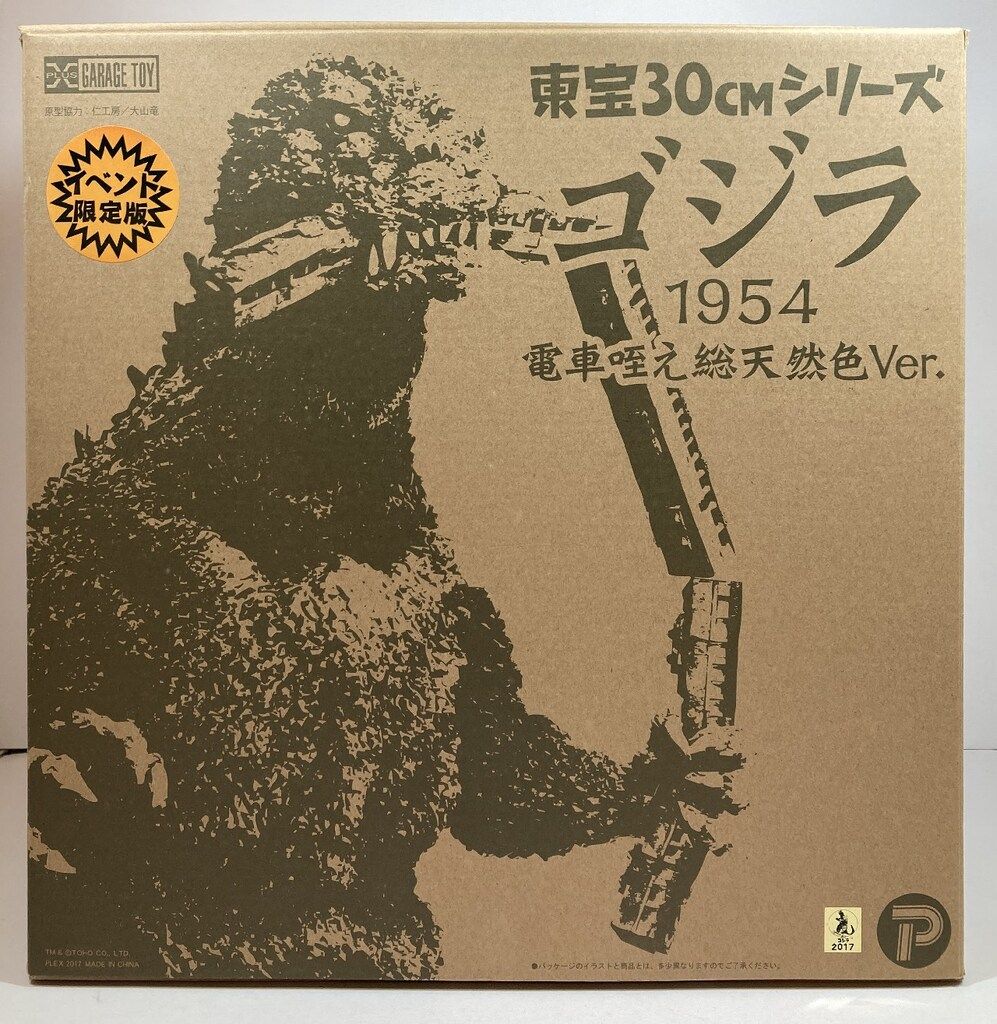 X PLUS GARAGE TOY
原型協力：仁工房／大山竜
イベント
限定版
東宝30CMシリーズ
ゴジラ
1954
電車咥え総天然色Ver.
TM & ©TOHO CO., LTD.
PLEX 2017 MADE IN CHINA
●パッケージのイラストと商品とは、多少異なりますのでご了承ください。
ゴジラ
2017
P